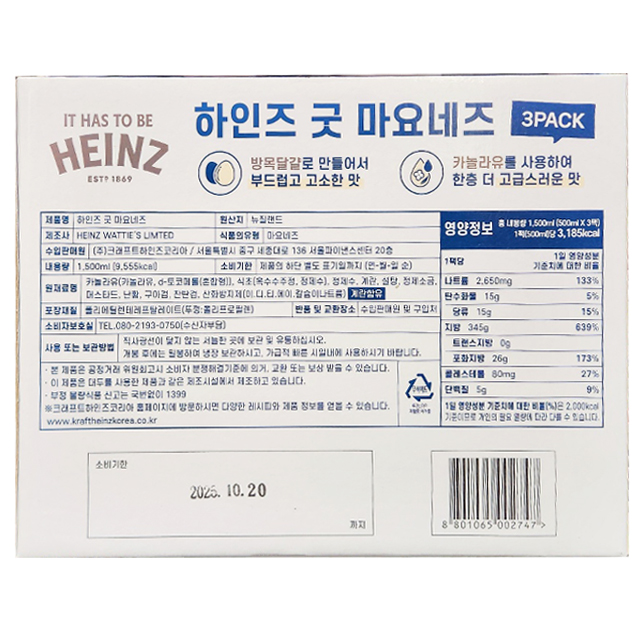 IT HAS TO BE
HEINZ
ESTD 1869
하인즈 굿 마요네즈 3PACK
방목달걀로 만들어서
부드럽고 고소한 맛
카놀라유를 사용하여
한층 더 고급스러운 맛
제품명 하인즈 굿 마요네즈 원산지 뉴질랜드
제조사 HEINZ WATTIE'S LIMTED 식품의유형 마요네즈
수입판매원 (주)크래프트하인즈코리아 / 서울특별시 중구 세종대로 136 서울파이낸스센터 20층
내용량 1,500ml (9,555kcal) 소비기한 제품의 하단 별도 표기일까지 (연-월-일 순)
원재료명 카놀라유(카놀라유, d-토코페롤(혼합형)), 식초(옥수수주정, 정제수), 정제수, 계란, 설탕, 정제소금,
머스타드, 난황, 구아검, 잔탄검, 산화방지제(이.디.티.에이.칼슘이나트륨) 계란함유
포장재질 폴리에틸렌테레프탈레이트(뚜껑:폴리프로필렌) 반품 및 교환장소 수입판매원 및 구입처
소비자보호실 TEL.080-2193-0750(수신자부담)
사용 또는 보관방법 직사광선이 닿지 않는 서늘한 곳에 보관 및 유통하십시오.
개봉 후에는 밀봉하여 냉장 보관하시고, 가급적 빠른 시일내에 사용하시기 바랍니다.
· 본 제품은 공정거래 위원회고시 소비자 분쟁해결기준에 의거, 교환 또는 보상 받을 수 있습니다.
· 이 제품은 대두를 사용한 제품과 같은 제조시설에서 제조하고 있습니다.
· 부정 불량식품 신고는 국번없이 1399
※크래프트하인즈코리아 홈페이지에 방문하시면 다양한 레시피와 제품 정보를 얻을 수 있습니다.
www.kraftheinzkorea.co.kr
영양정보 총 내용량 1,500ml (500ml X 3팩)
1팩(500ml)당 3,185kcal
1팩당 1일 영양성분
기준치에 대한 비율
나트륨 2,650mg 133%
탄수화물 15g 5%
당류 15g 15%
지방 345g 639%
트랜스지방 0g
포화지방 26g 173%
콜레스테롤 80mg 27%
단백질 5g 9%
1일 영양성분 기준치에 대한 비율(%)은 2,000kcal
기준이므로 개인의 필요 열량에 따라 다를 수 있습니다.
소비기한
2025. 10. 20
까지
8 801065 002747 >